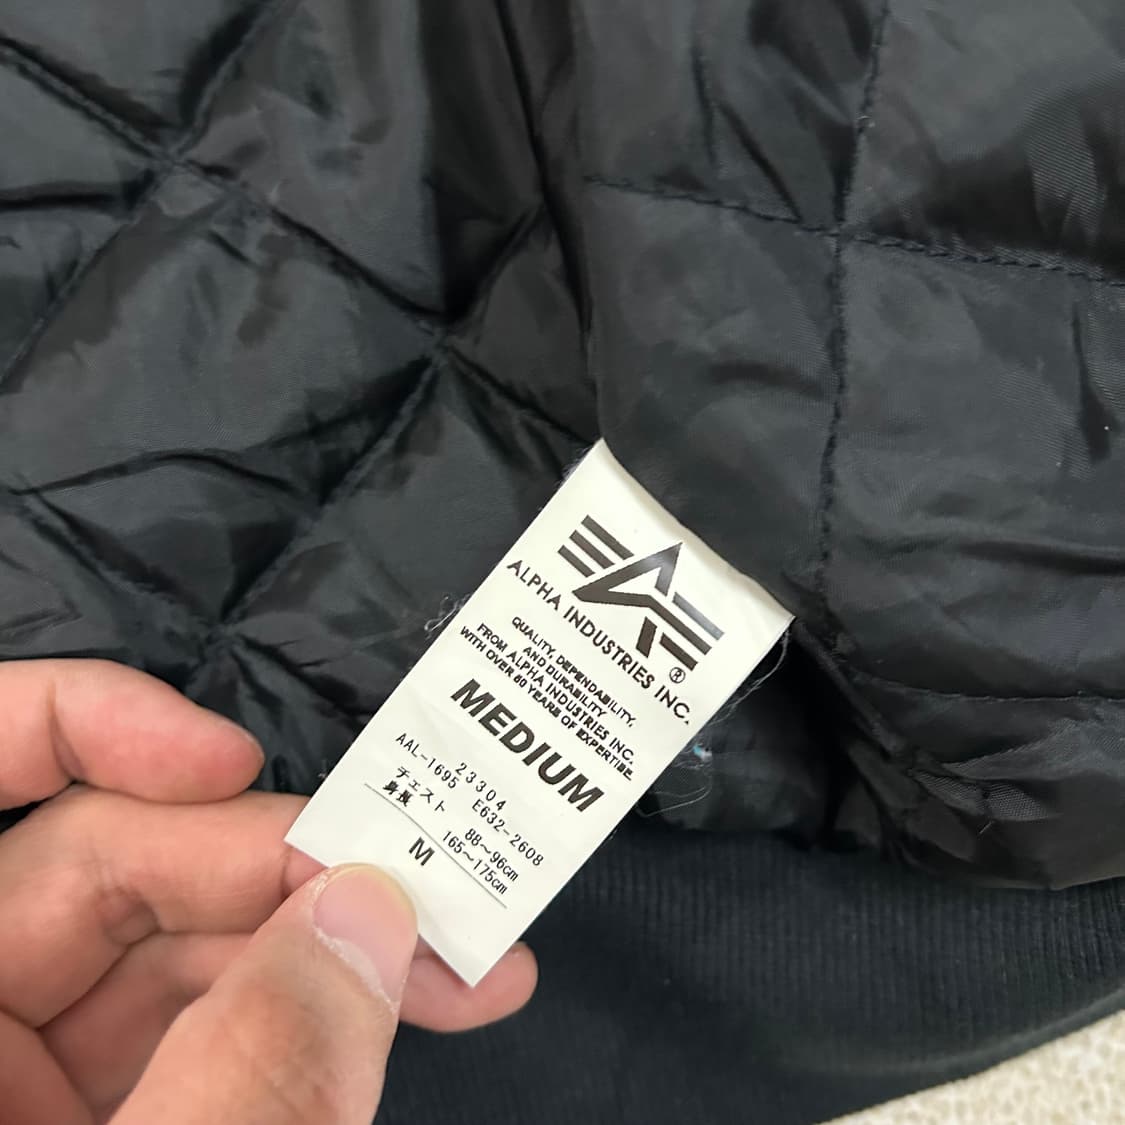 ALPHA INDUSTRIES INC.
®
QUALITY, DEPENDABILITY,
AND DURABILITY
FROM ALPHA INDUSTRIES INC.
WITH OVER 60 YEARS OF EXPERTISE.
MEDIUM
23304
AAL-1695 E632-2608
チェスト 88~96cm
身長 165~175cm
M